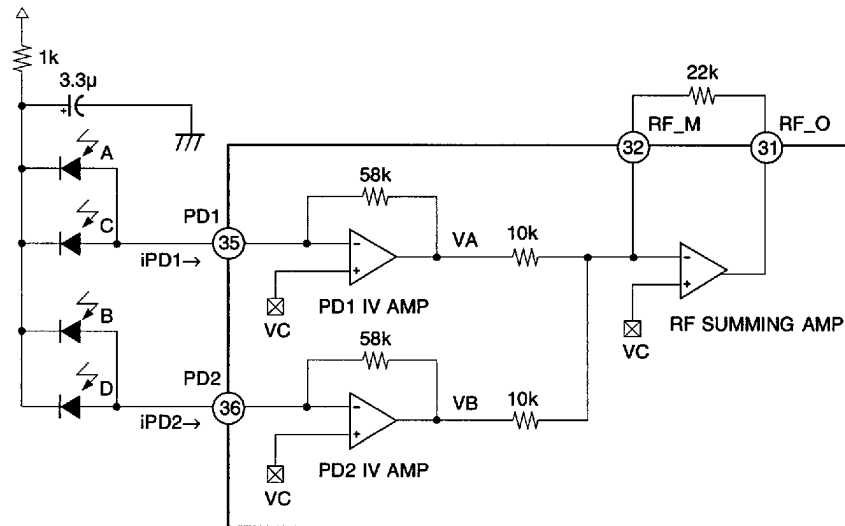 1k
3.3μ
+
22k
RF_M
RF_O
32
31
A
58k
PD1
C
35
VA
10k
iPD1→
PD1 IV AMP
VC
RF SUMMING AMP
VC
B
58k
PD2
D
36
VB
10k
iPD2→
PD2 IV AMP
VC